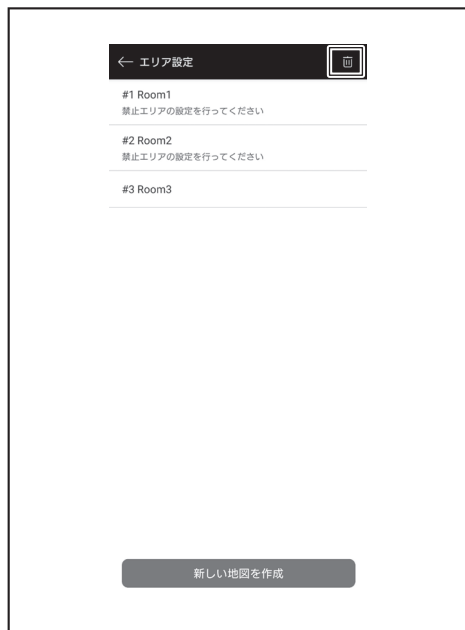 ← エリア設定
#1 Room1
禁止エリアの設定を行ってください
#2 Room2
禁止エリアの設定を行ってください
#3 Room3
新しい地図を作成